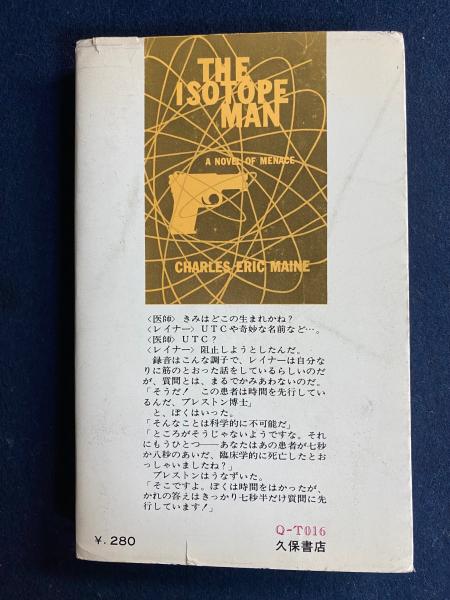 THE
ISOTOPE
MAN
A NOVEL OF MENACE
CHARLES ERIC MAINE
〈医師〉きみはどこの生まれかね?
〈レイナー〉UTCや奇妙な名前など…。
〈医師〉UTC?
〈レイナー〉阻止しようとしたんだ。
録音はこんな調子で、レイナーは自分な
りに筋のとおった話をしているらしいのだ
が、質問とは、まるでかみあわないのだ。
「そうだ! この患者は時間を先行してい
るんだ、プレストン博士」
と、ぼくはいった。
「そんなことは科学的に不可能だ」
「ところがそうじゃないようですな。それ
にもうひとつ――あなたはあの患者が七秒
か八秒のあいだ、臨床学的に死亡したとお
っしゃいましたね?」
プレストンはうなずいた。
「そこですよ。ぼくは時間をはかったが、
かれの答えはきっかり七秒半だけ質問に先
行しています!」
¥. 280
Q-T016
久保書店